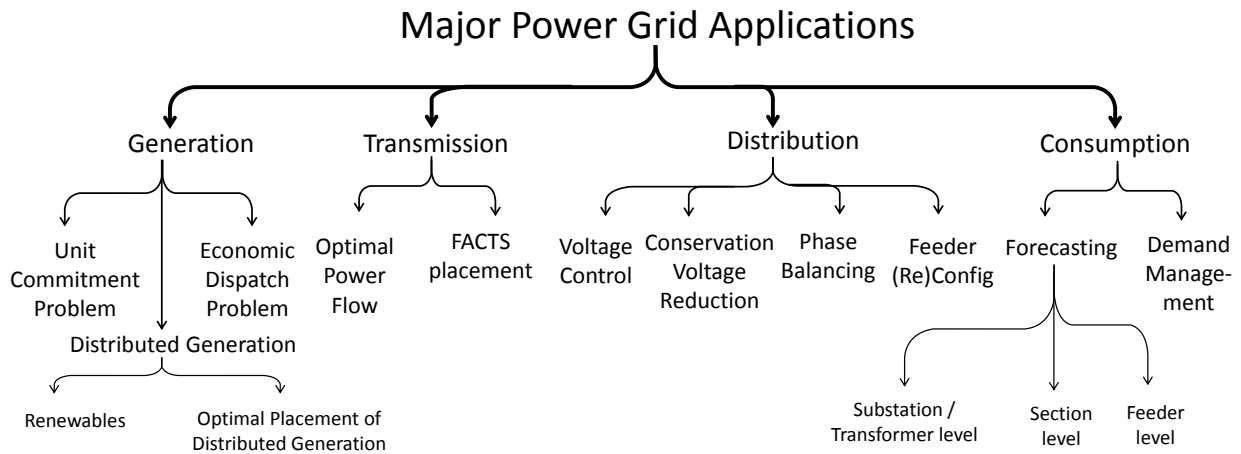 Major Power Grid Applications
Generation
Transmission
Distribution
Consumption
Unit
Commitment
Problem
Economic
Dispatch
Problem
Optimal
Power
Flow
FACTS
placement
Voltage
Control
Conservation
Voltage
Reduction
Phase
Balancing
Feeder
(Re)Config
Forecasting
Demand
Manage-
ment
Distributed Generation
Renewables
Optimal Placement of
Distributed Generation
Substation /
Transformer level
Section
level
Feeder
level